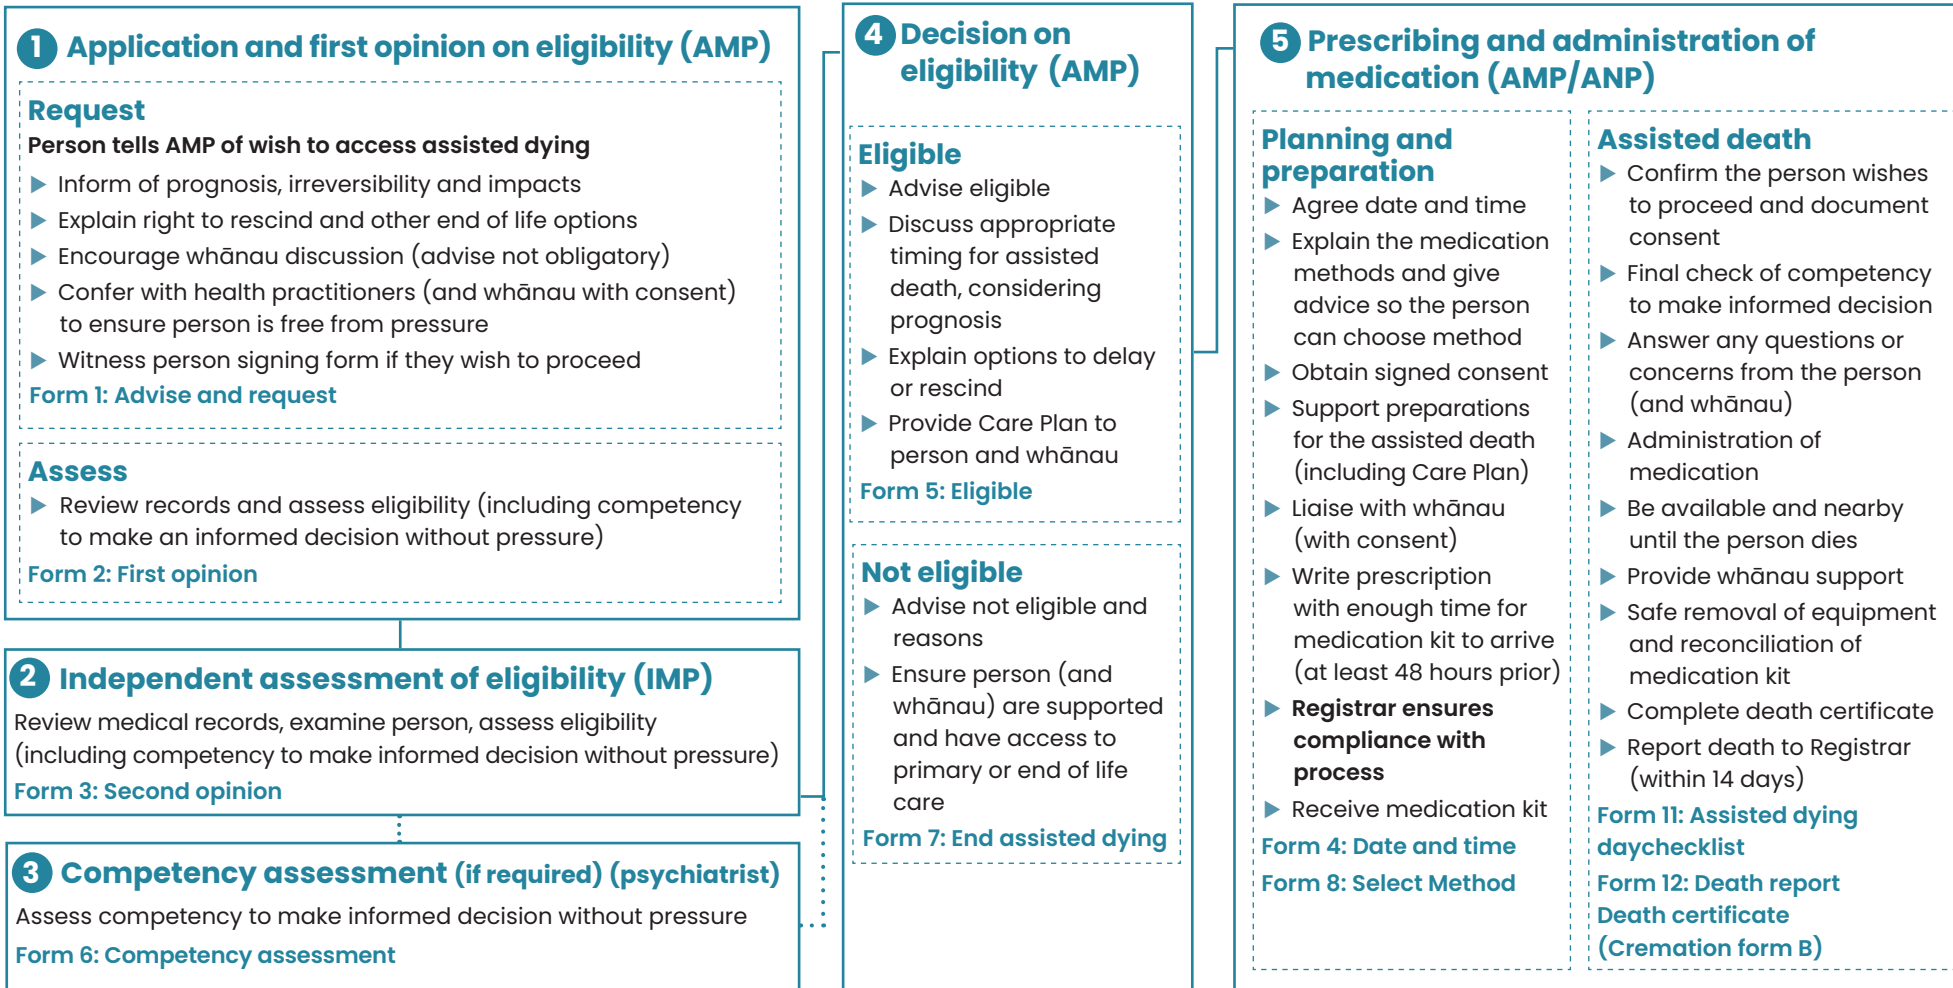 1 Application and first opinion on eligibility (AMP)
Request
Person tells AMP of wish to access assisted dying
▶ Inform of prognosis, irreversibility and impacts
▶ Explain right to rescind and other end of life options
▶ Encourage whānau discussion (advise not obligatory)
▶ Confer with health practitioners (and whānau with consent)
to ensure person is free from pressure
▶ Witness person signing form if they wish to proceed
Form 1: Advise and request
Assess
▶ Review records and assess eligibility (including competency
to make an informed decision without pressure)
Form 2: First opinion
2 Independent assessment of eligibility (IMP)
Review medical records, examine person, assess eligibility
(including competency to make informed decision without pressure)
Form 3: Second opinion
3 Competency assessment (if required) (psychiatrist)
Assess competency to make informed decision without pressure
Form 6: Competency assessment
4 Decision on
eligibility (AMP)
Eligible
▶ Advise eligible
▶ Discuss appropriate
timing for assisted
death, considering
prognosis
▶ Explain options to delay
or rescind
▶ Provide Care Plan to
person and whānau
Form 5: Eligible
Not eligible
▶ Advise not eligible and
reasons
▶ Ensure person (and
whānau) are supported
and have access to
primary or end of life
care
Form 7: End assisted dying
5 Prescribing and administration of
medication (AMP/ANP)
Planning and
preparation
▶ Agree date and time
▶ Explain the medication
methods and give
advice so the person
can choose method
▶ Obtain signed consent
▶ Support preparations
for the assisted death
(including Care Plan)
▶ Liaise with whānau
(with consent)
▶ Write prescription
with enough time for
medication kit to arrive
(at least 48 hours prior)
▶ Registrar ensures
compliance with
process
▶ Receive medication kit
Form 4: Date and time
Form 8: Select Method
Assisted death
▶ Confirm the person wishes
to proceed and document
consent
▶ Final check of competency
to make informed decision
▶ Answer any questions or
concerns from the person
(and whānau)
▶ Administration of
medication
▶ Be available and nearby
until the person dies
▶ Provide whānau support
▶ Safe removal of equipment
and reconciliation of
medication kit
▶ Complete death certificate
▶ Report death to Registrar
(within 14 days)
Form 11: Assisted dying
daychecklist
Form 12: Death report
Death certificate
(Cremation form B)